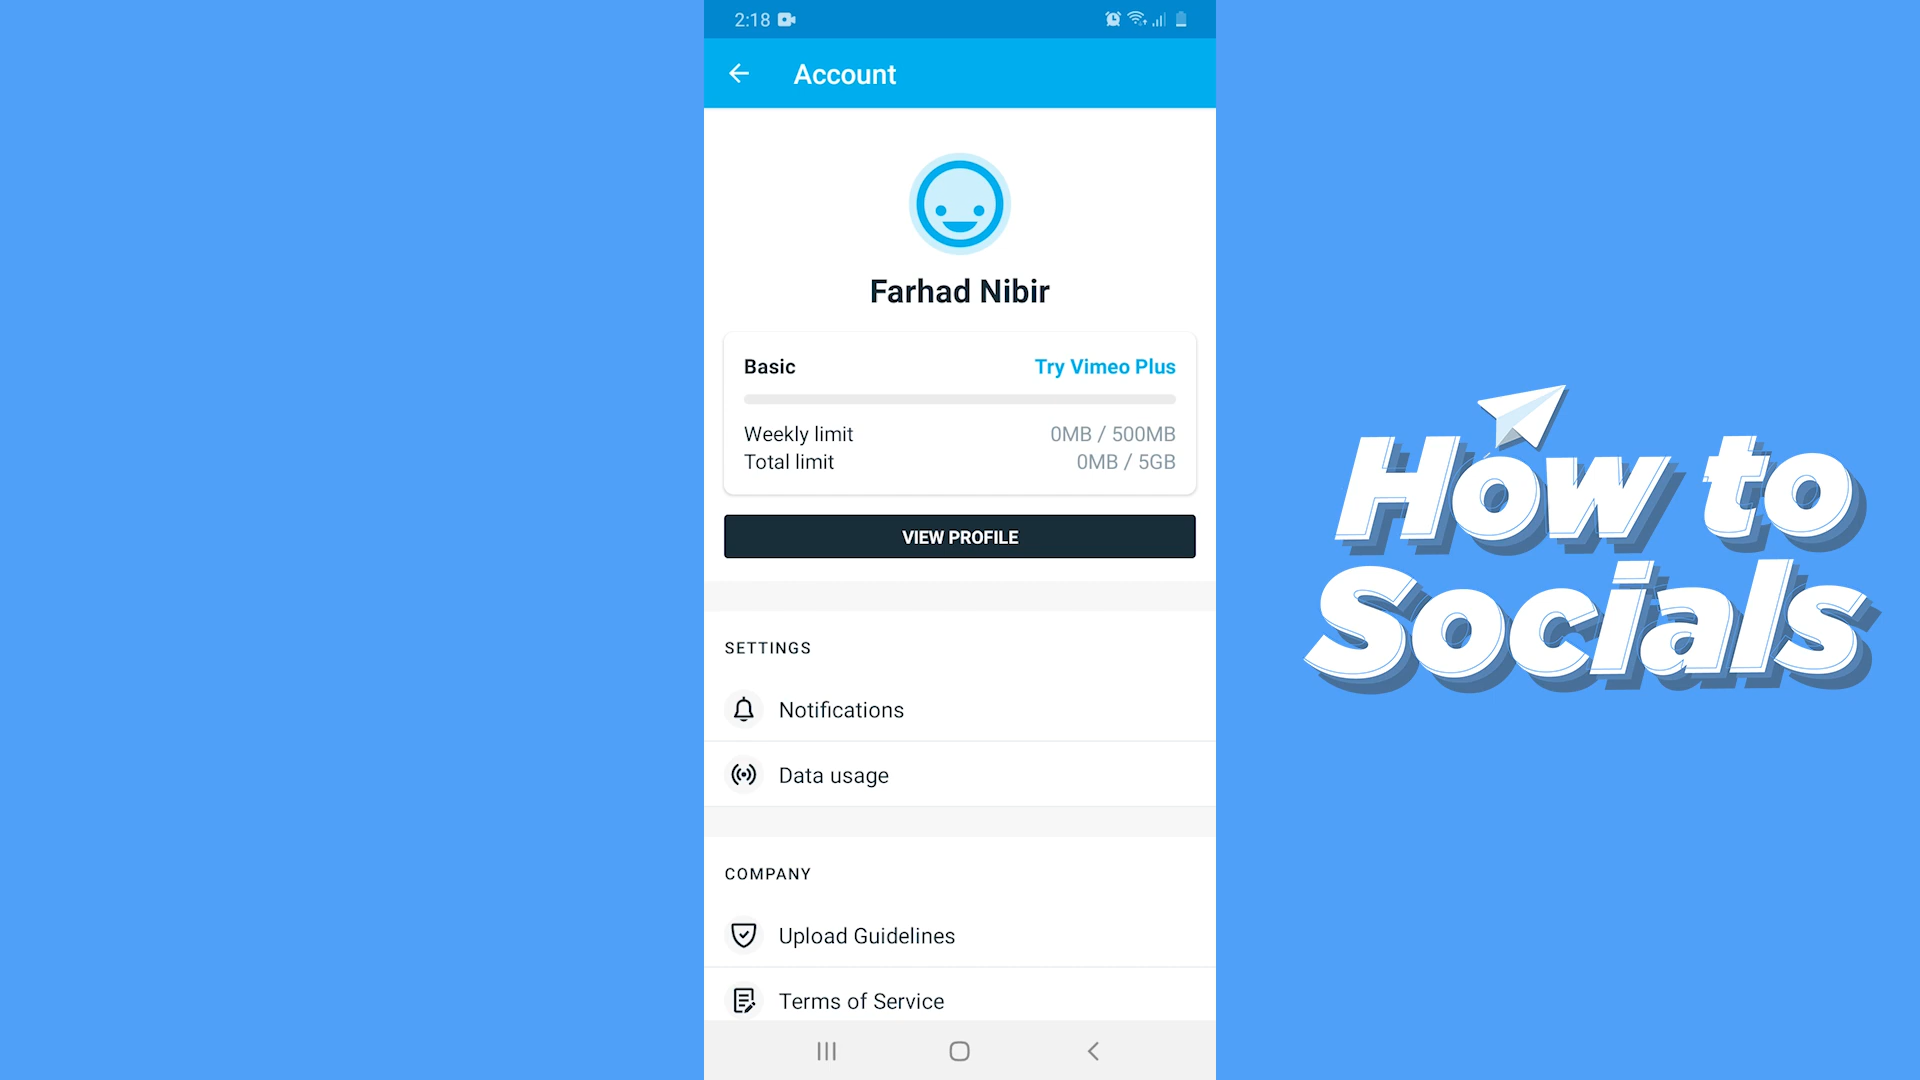 2:18
Account
Farhad Nibir
Basic
Try Vimeo Plus
Weekly limit
0MB / 500MB
Total limit
0MB / 5GB
VIEW PROFILE
SETTINGS
Notifications
Data usage
COMPANY
Upload Guidelines
Terms of Service
How to
Socials